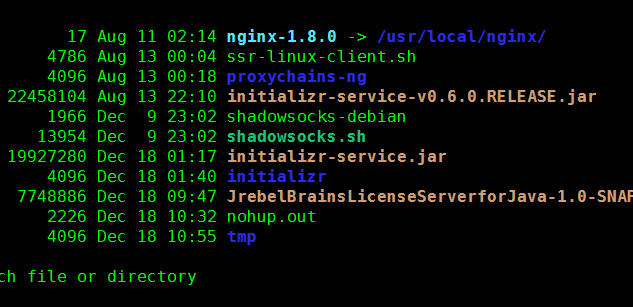 17 Aug 11 02:14 nginx-1.8.0 -> /usr/local/nginx/
4786 Aug 13 00:04 ssr-linux-client.sh
4096 Aug 13 00:18 proxychains-ng
22458104 Aug 13 22:10 initializr-service-v0.6.0.RELEASE.jar
1966 Dec  9 23:02 shadowsocks-debian
13954 Dec  9 23:02 shadowsocks.sh
19927280 Dec 18 01:17 initializr-service.jar
4096 Dec 18 01:40 initializr
7748886 Dec 18 09:47 JrebelBrainsLicenseServerforJava-1.0-SNAP
2226 Dec 18 10:32 nohup.out
4096 Dec 18 10:55 tmp
ch file or directory